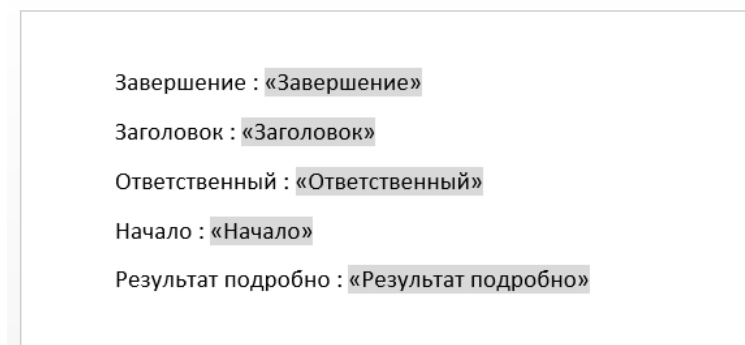 Завершение : «Завершение»
Заголовок : «Заголовок»
Ответственный : «Ответственный»
Начало : «Начало»
Результат подробно : «Результат подробно»